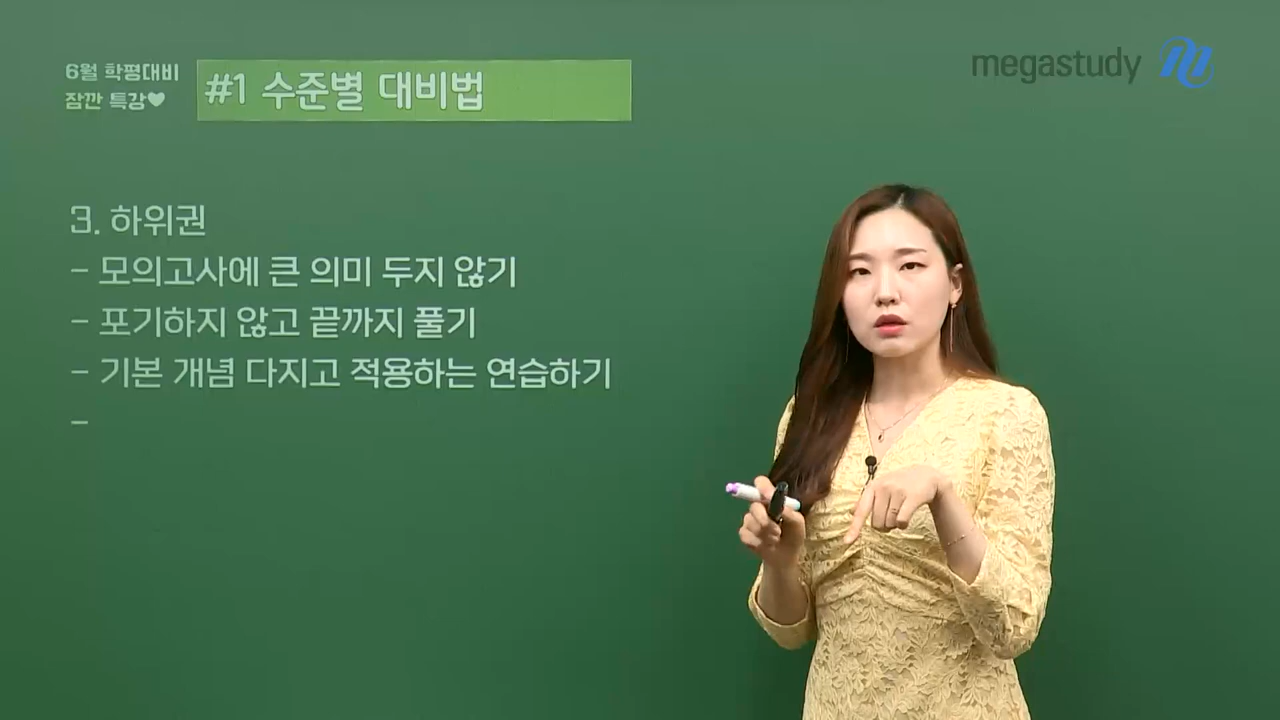 6월 학평대비
잠깐 특강♥
#1 수준별 대비법
megastudy
3. 하위권
- 모의고사에 큰 의미 두지 않기
- 포기하지 않고 끝까지 풀기
- 기본 개념 다지고 적용하는 연습하기
-